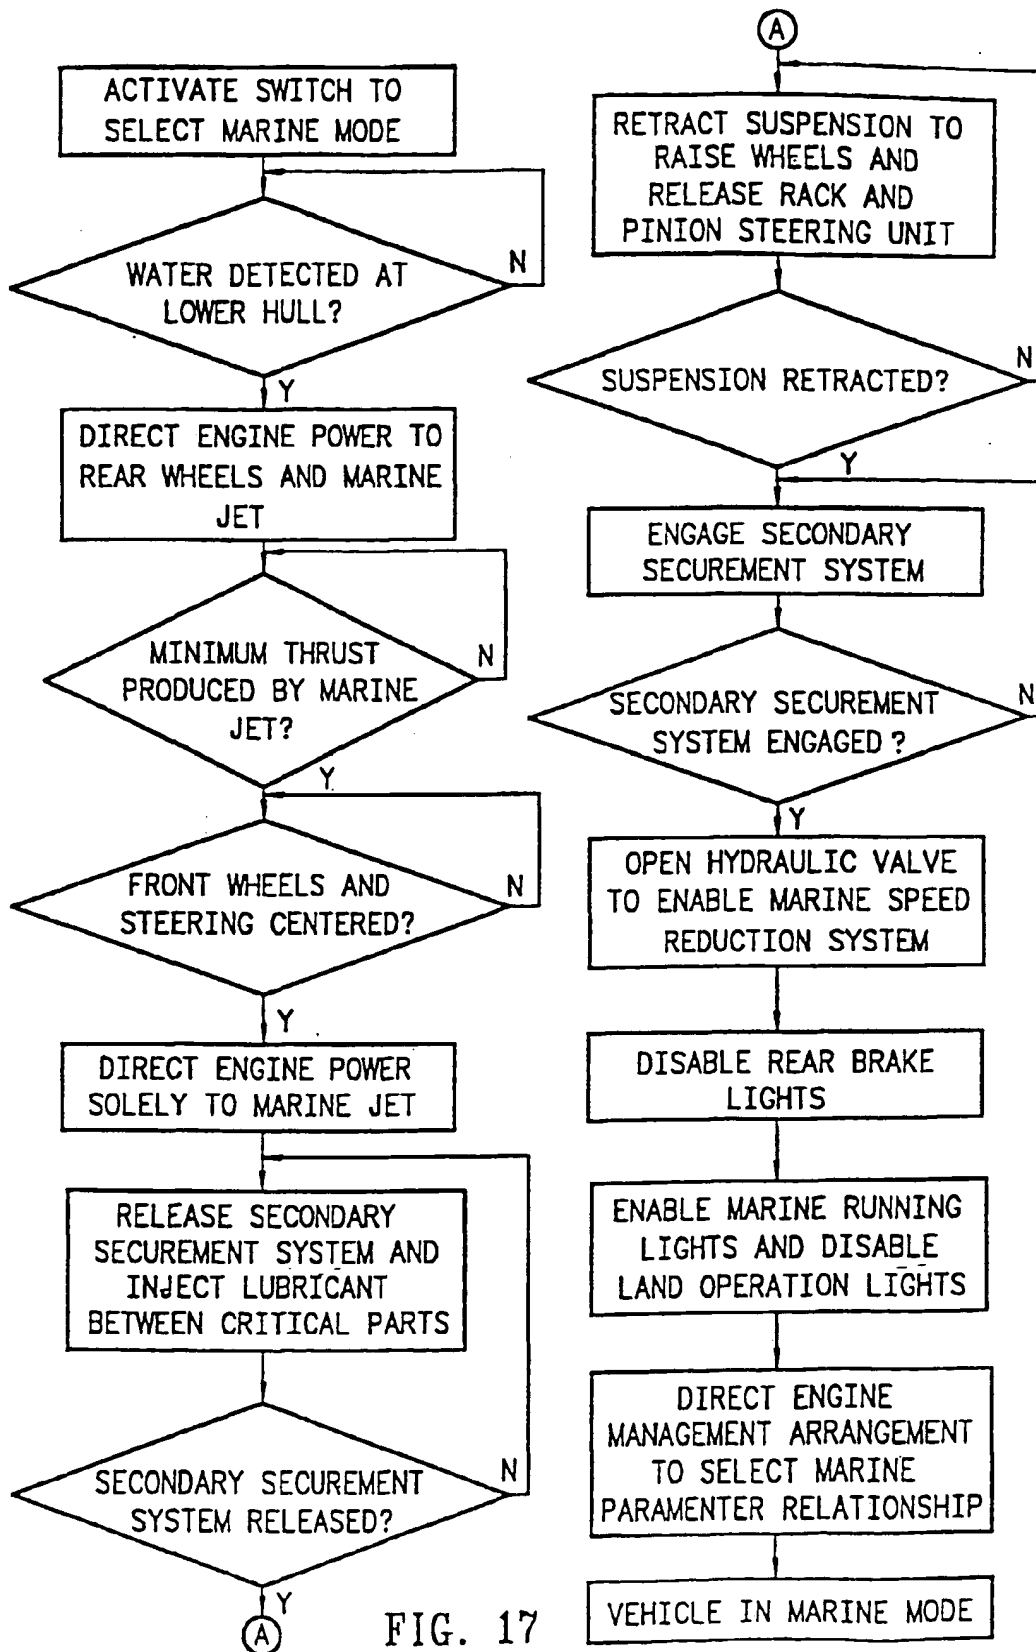 ACTIVATE SWITCH TO
SELECT MARINE MODE
WATER DETECTED AT
LOWER HULL?
N
Y
DIRECT ENGINE POWER TO
REAR WHEELS AND MARINE
JET
MINIMUM THRUST
PRODUCED BY MARINE
JET?
N
Y
FRONT WHEELS AND
STEERING CENTERED?
N
Y
DIRECT ENGINE POWER
SOLELY TO MARINE JET
RELEASE SECONDARY
SECUREMENT SYSTEM AND
INJECT LUBRICANT
BETWEEN CRITICAL PARTS
SECONDARY SECUREMENT
SYSTEM RELEASED?
N
Y
A
A
RETRACT SUSPENSION TO
RAISE WHEELS AND
RELEASE RACK AND
PINION STEERING UNIT
SUSPENSION RETRACTED?
N
Y
ENGAGE SECONDARY
SECUREMENT SYSTEM
SECONDARY SECUREMENT
SYSTEM ENGAGED?
N
Y
OPEN HYDRAULIC VALVE
TO ENABLE MARINE SPEED
REDUCTION SYSTEM
DISABLE REAR BRAKE
LIGHTS
ENABLE MARINE RUNNING
LIGHTS AND DISABLE
LAND OPERATION LIGHTS
DIRECT ENGINE
MANAGEMENT ARRANGEMENT
TO SELECT MARINE
PARAMENTER RELATIONSHIP
VEHICLE IN MARINE MODE
FIG. 17